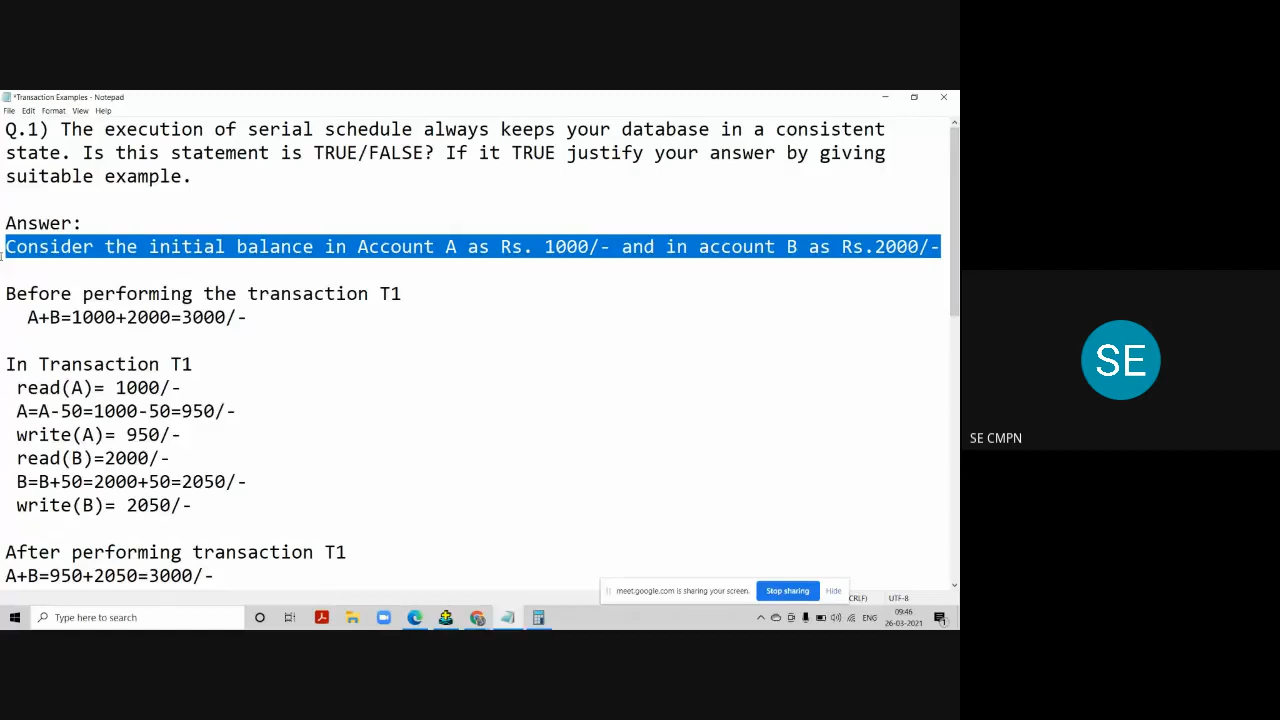 *Transaction Examples - Notepad
File Edit Format View Help
Q.1) The execution of serial schedule always keeps your database in a consistent
state. Is this statement is TRUE/FALSE? If it TRUE justify your answer by giving
suitable example.
Answer:
Consider the initial balance in Account A as Rs. 1000/- and in account B as Rs.2000/-
Before performing the transaction T1
A+B=1000+2000=3000/-
In Transaction T1
read(A)= 1000/-
A=A-50=1000-50=950/-
write(A)= 950/-
read(B)=2000/-
B=B+50=2000+50=2050/-
write(B)= 2050/-
After performing transaction T1
A+B=950+2050=3000/-
meet.google.com is sharing your screen. Stop sharing Hide
(CRLF) UTF-8
Type here to search
ENG
09:46
26-03-2021
SE
SE CMPN